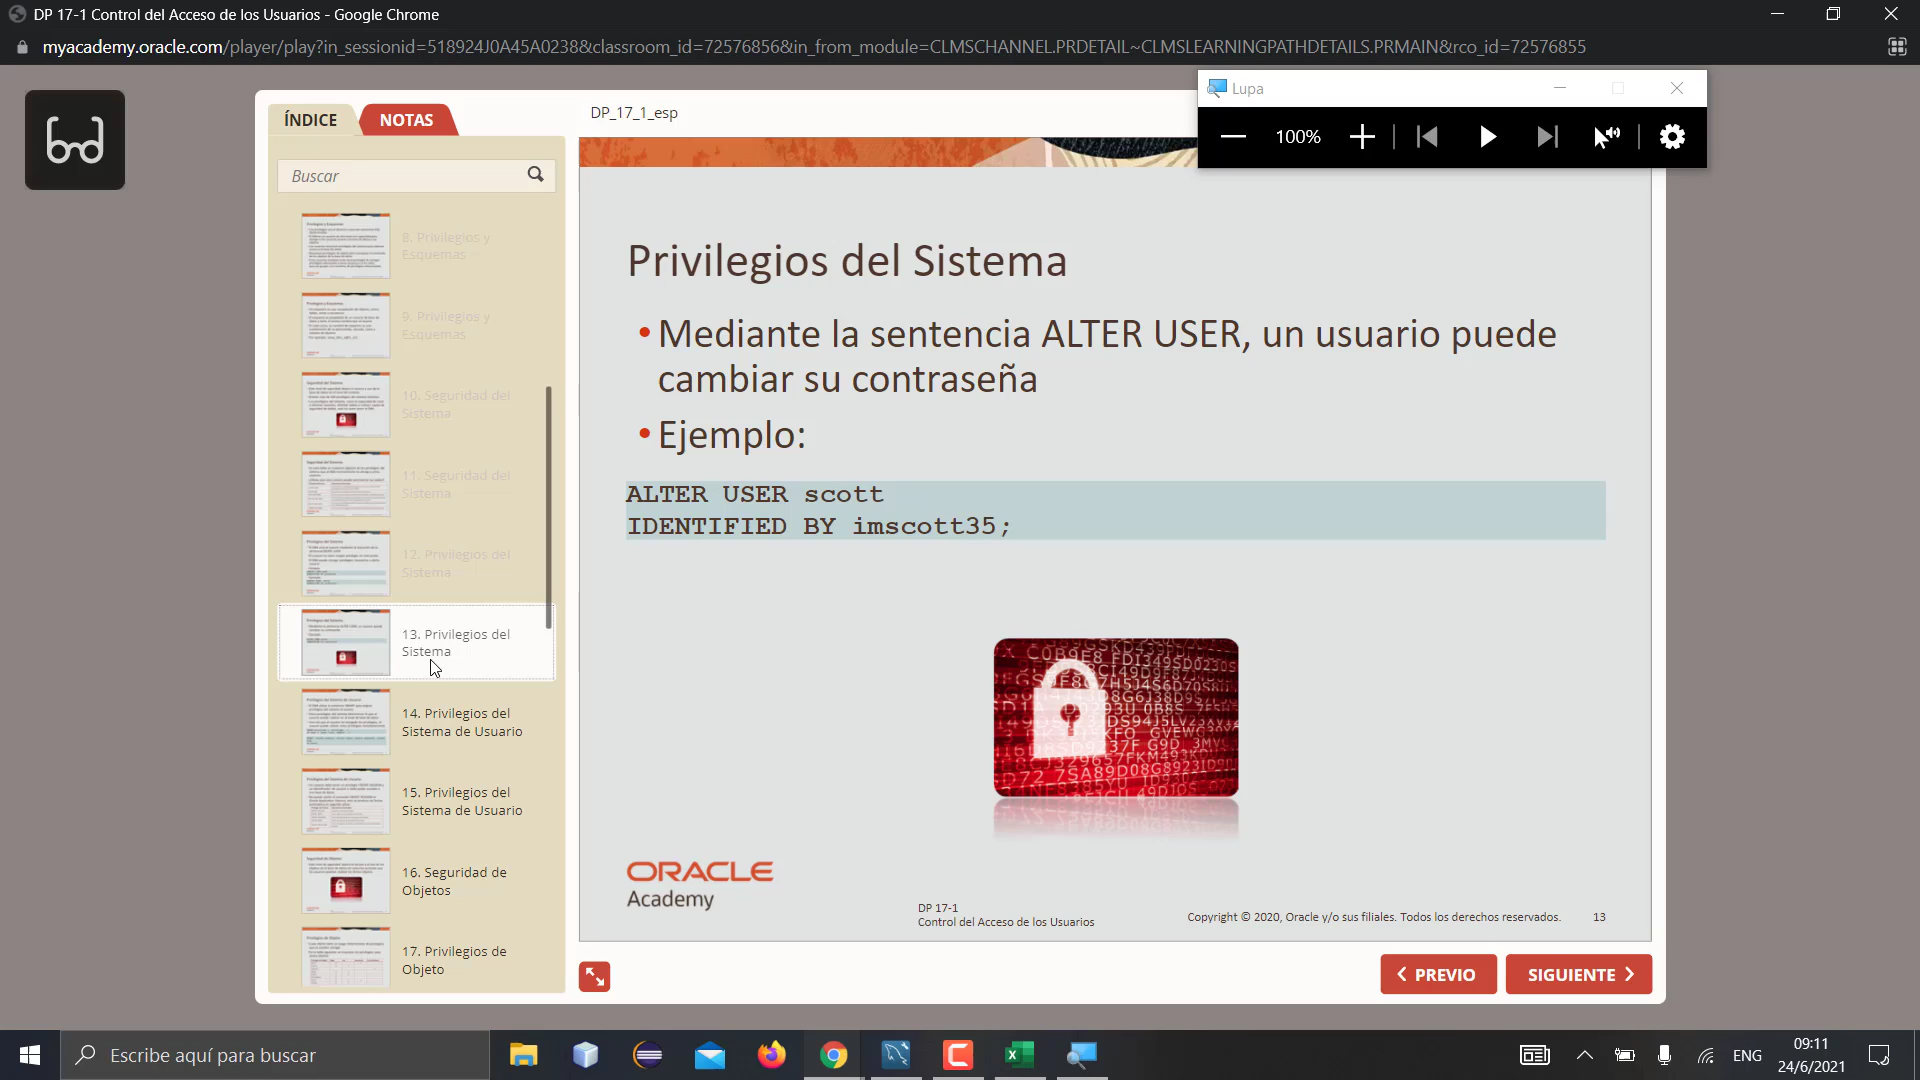 DP 17-1 Control del Acceso de los Usuarios - Google Chrome
myacademy.oracle.com/player/play?in_sessionid=518924J0A45A0238&classroom_id=72576856&in_from_module=CLMSCHANNEL.PRDETAIL~CLMSLEARNINGPATHDETAILS.PRMAIN&rco_id=72576855
Lupa
100%
ÍNDICE
NOTAS
DP_17_1_esp
Buscar
8. Privilegios y
Esquemas
9. Privilegios y
Esquemas
10. Seguridad del
Sistema
11. Seguridad del
Sistema
12. Privilegios del
Sistema
13. Privilegios del
Sistema
14. Privilegios del
Sistema de Usuario
15. Privilegios del
Sistema de Usuario
16. Seguridad de
Objetos
17. Privilegios de
Objeto
Privilegios del Sistema
•Mediante la sentencia ALTER USER, un usuario puede
cambiar su contraseña
•Ejemplo:
ALTER USER scott
IDENTIFIED BY imscott35;
ORACLE
Academy
DP 17-1
Control del Acceso de los Usuarios
Copyright © 2020, Oracle y/o sus filiales. Todos los derechos reservados.
13
PREVIO
SIGUIENTE
Escribe aquí para buscar
ENG
09:11
24/6/2021